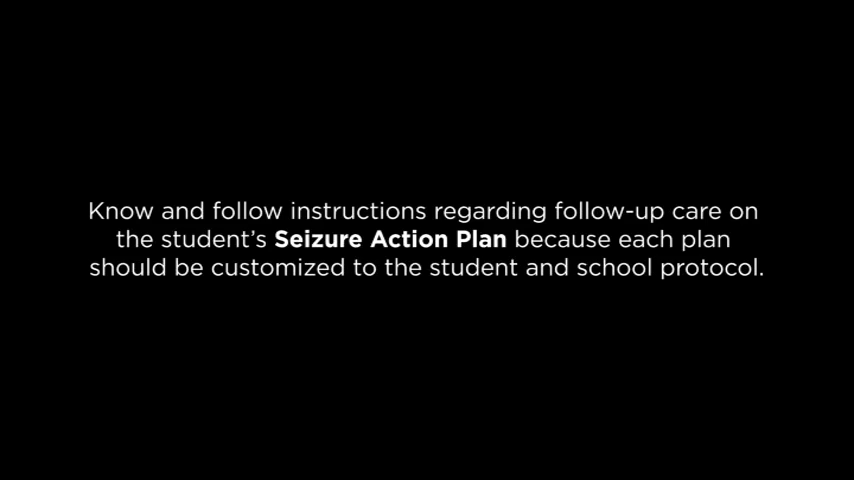 Know and follow instructions regarding follow-up care on
the student’s Seizure Action Plan because each plan
should be customized to the student and school protocol.